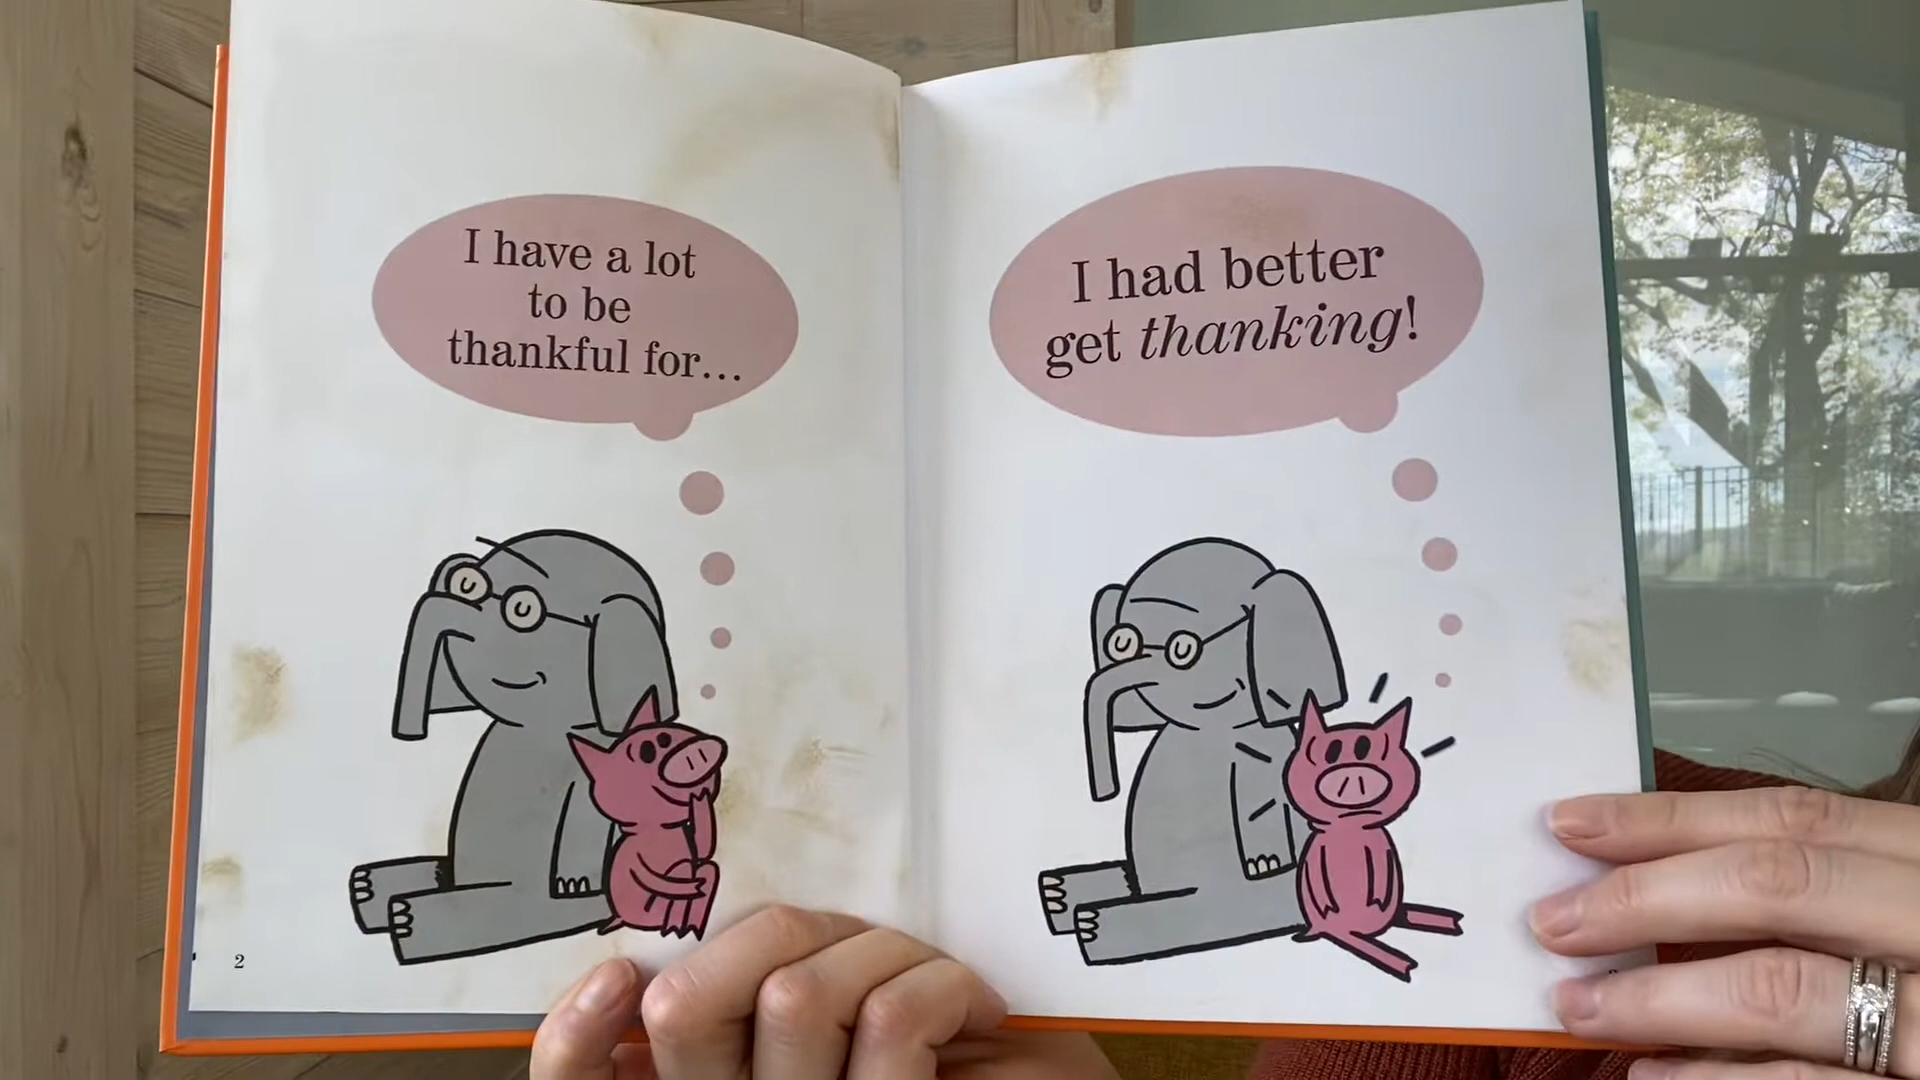 I have a lot
to be
thankful for...
I had better
get thanking!
2